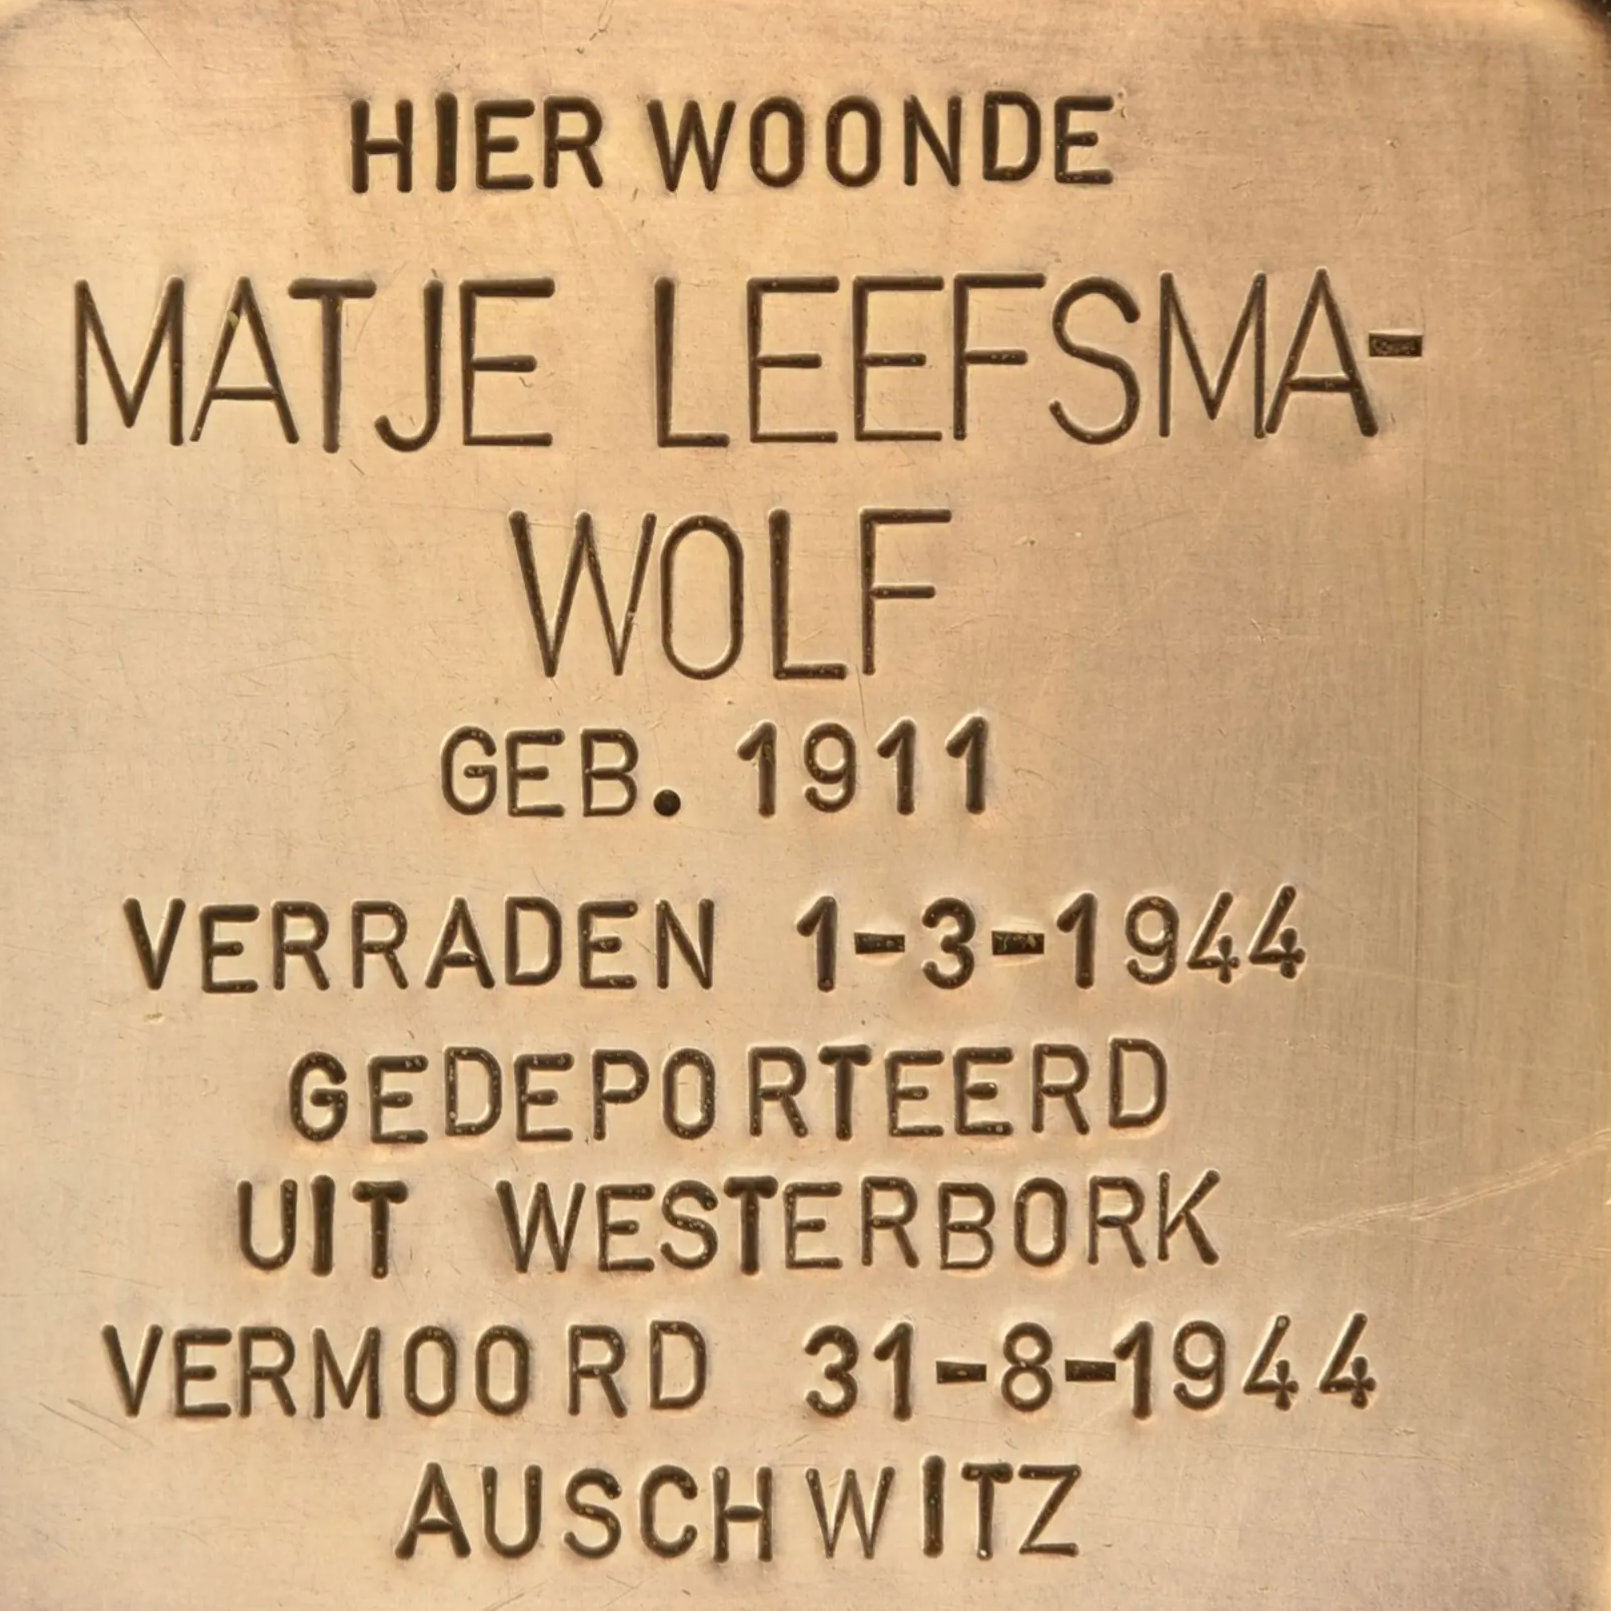 HIER WOONDE
MATJE LEEFSMA-
WOLF
GEB. 1911
VERRADEN 1-3-1944
GEDEPORTEERD
UIT WESTERBORK
VERMOORD 31-8-1944
AUSCHWITZ